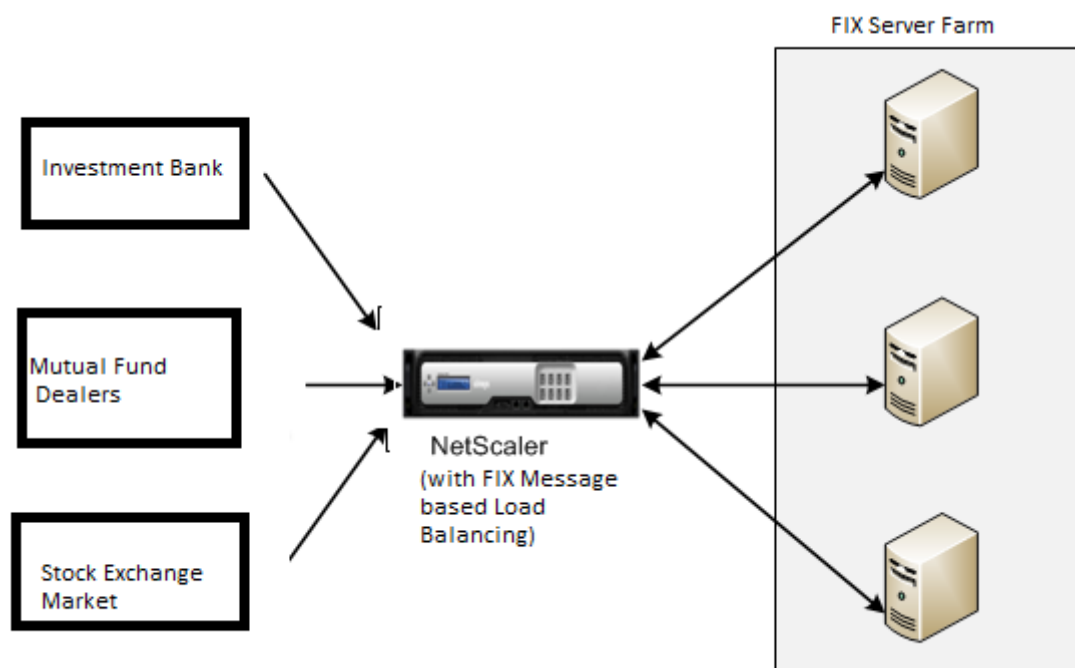 FIX Server Farm
Investment Bank
Mutual Fund
Dealers
Stock Exchange
Market
NetScaler
(with FIX Message
based Load
Balancing)